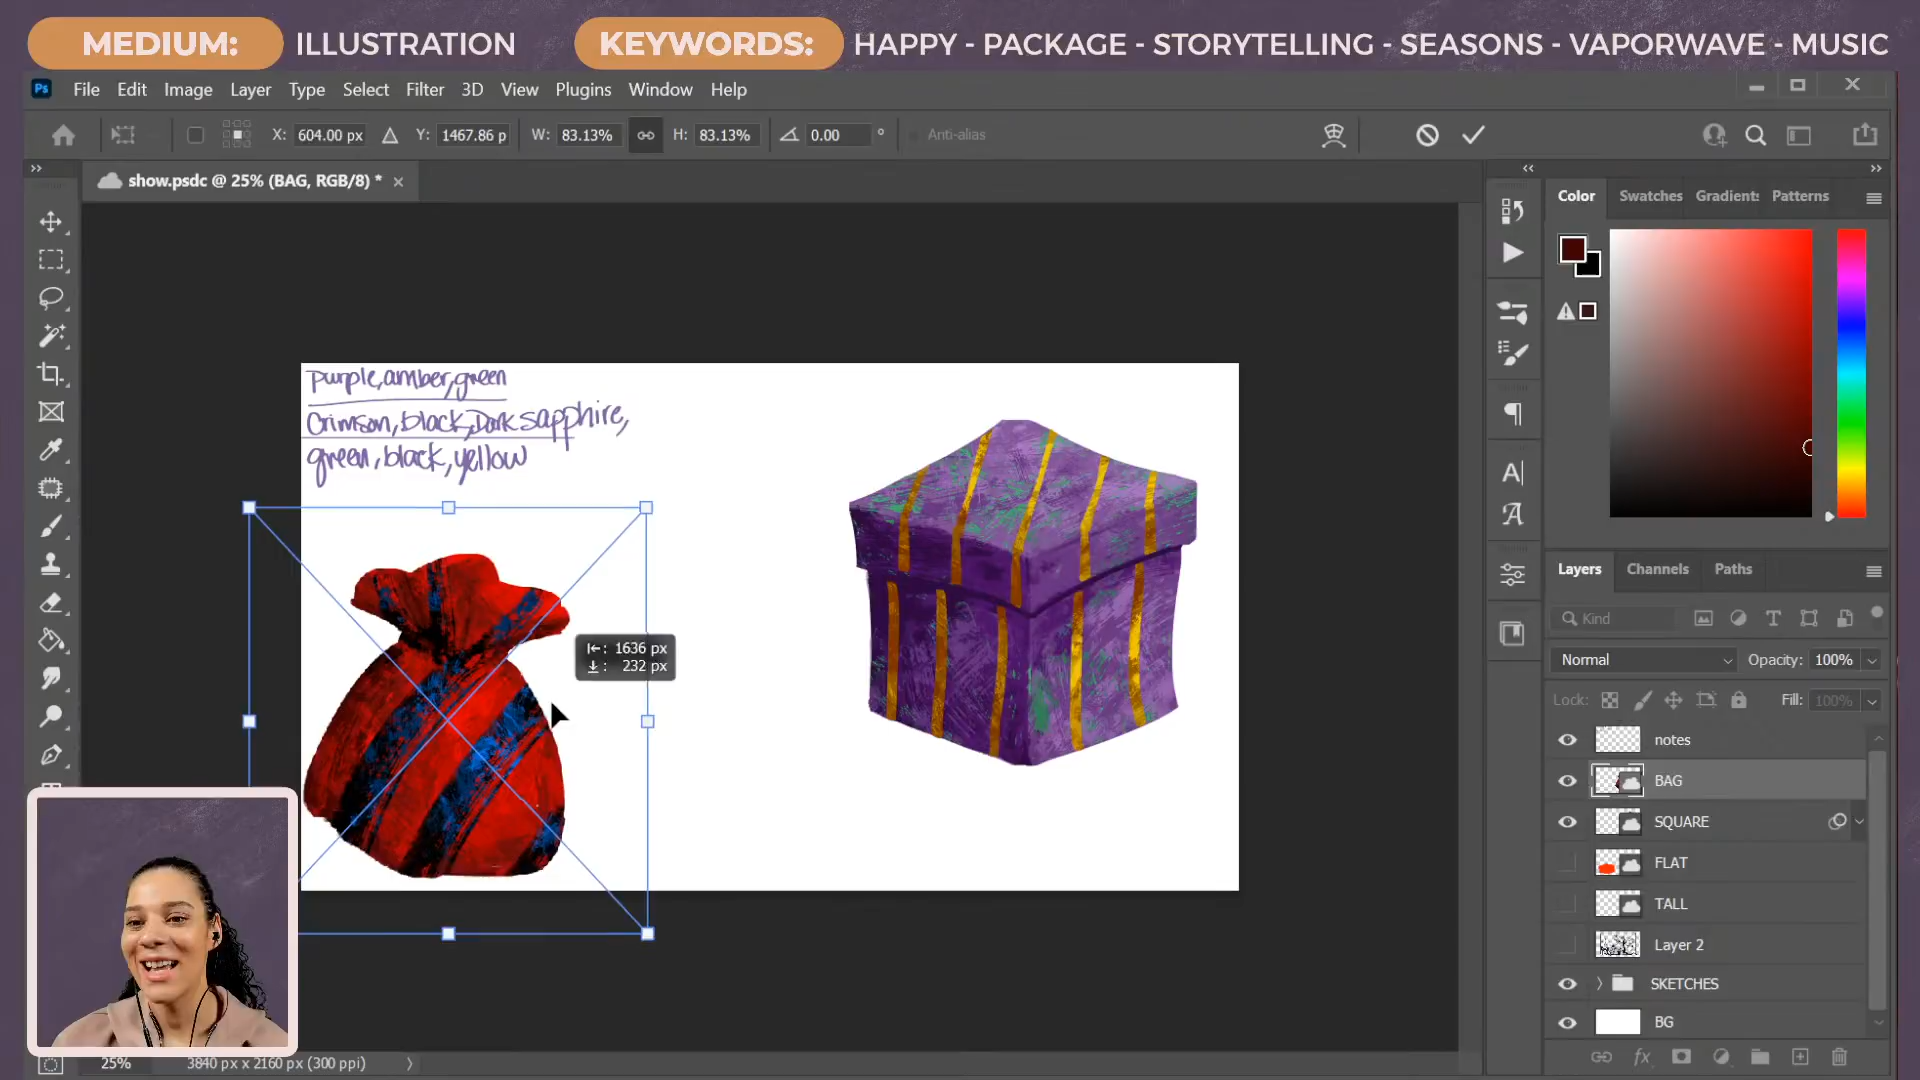 MEDIUM: ILLUSTRATION KEYWORDS: HAPPY - PACKAGE - STORYTELLING - SEASONS - VAPORWAVE - MUSIC
Ps File Edit Image Layer Type Select Filter 3D View Plugins Window Help
X: 604.00 px Y: 1467.86 p W: 83.13% H: 83.13% 0.00 ° Anti-alias
show.psdc @ 25% (BAG, RGB/8) *
Color Swatches Gradients Patterns
purple, amber, green
Crimson, black, Dark sapphire,
green, black, yellow
1636 px
232 px
Layers Channels Paths
Kind
Normal Opacity: 100%
Lock: Fill: 100%
notes
BAG
SQUARE
FLAT
TALL
Layer 2
SKETCHES
BG
25% 3840 px x 2160 px (300 ppi)
fx